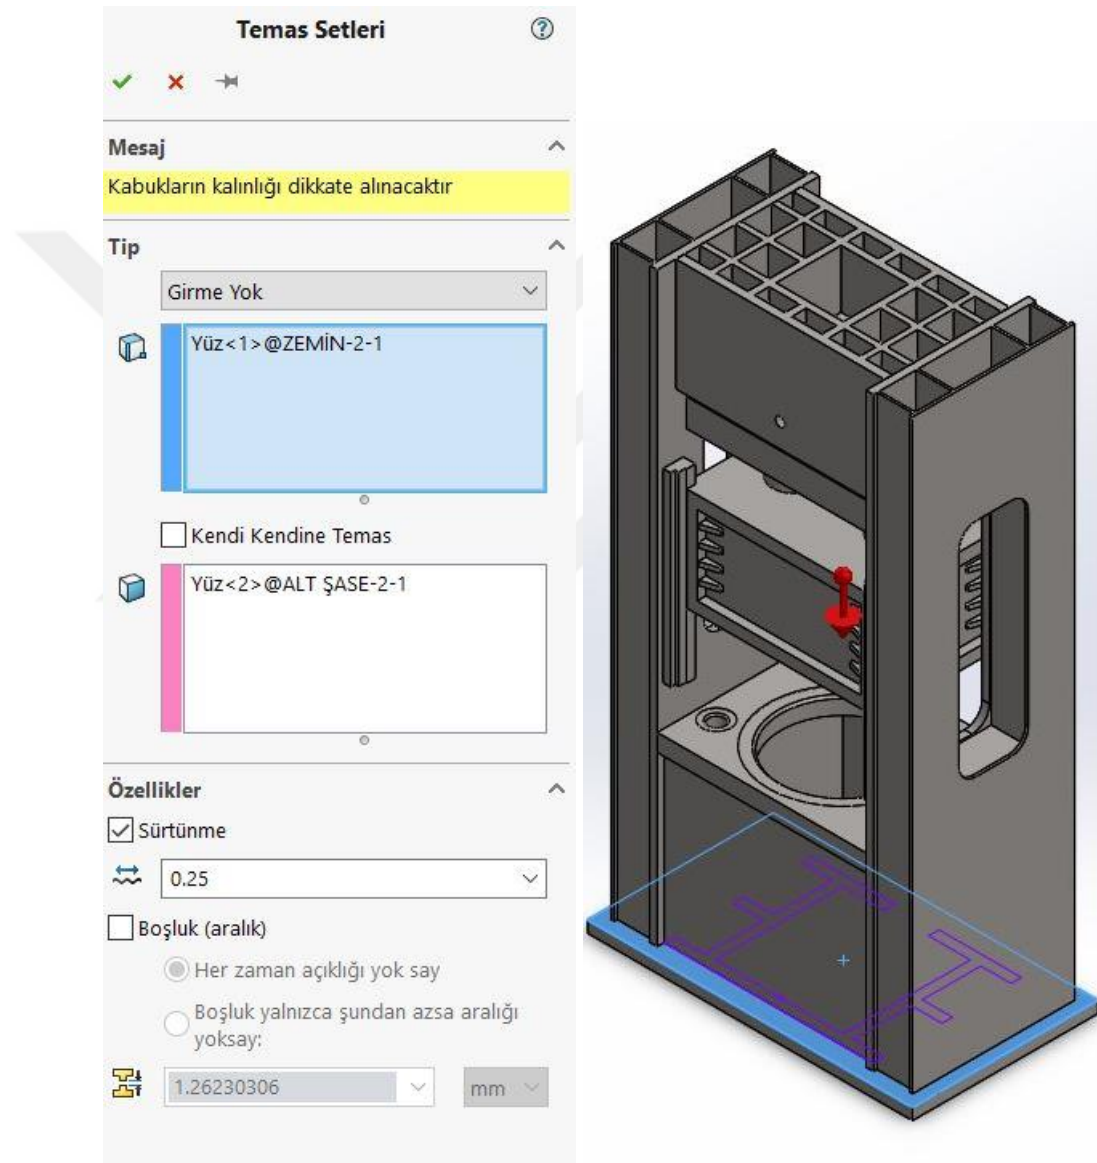 Temas Setleri
Mesaj
Kabukların kalınlığı dikkate alınacaktır
Tip
Girme Yok
Yüz<1>@ZEMİN-2-1
Kendi Kendine Temas
Yüz<2>@ALT ŞASE-2-1
Özellikler
Sürtünme
0.25
Boşluk (aralık)
Her zaman açıklığı yok say
Boşluk yalnızca şundan azsa aralığı
yoksay:
1.26230306 mm